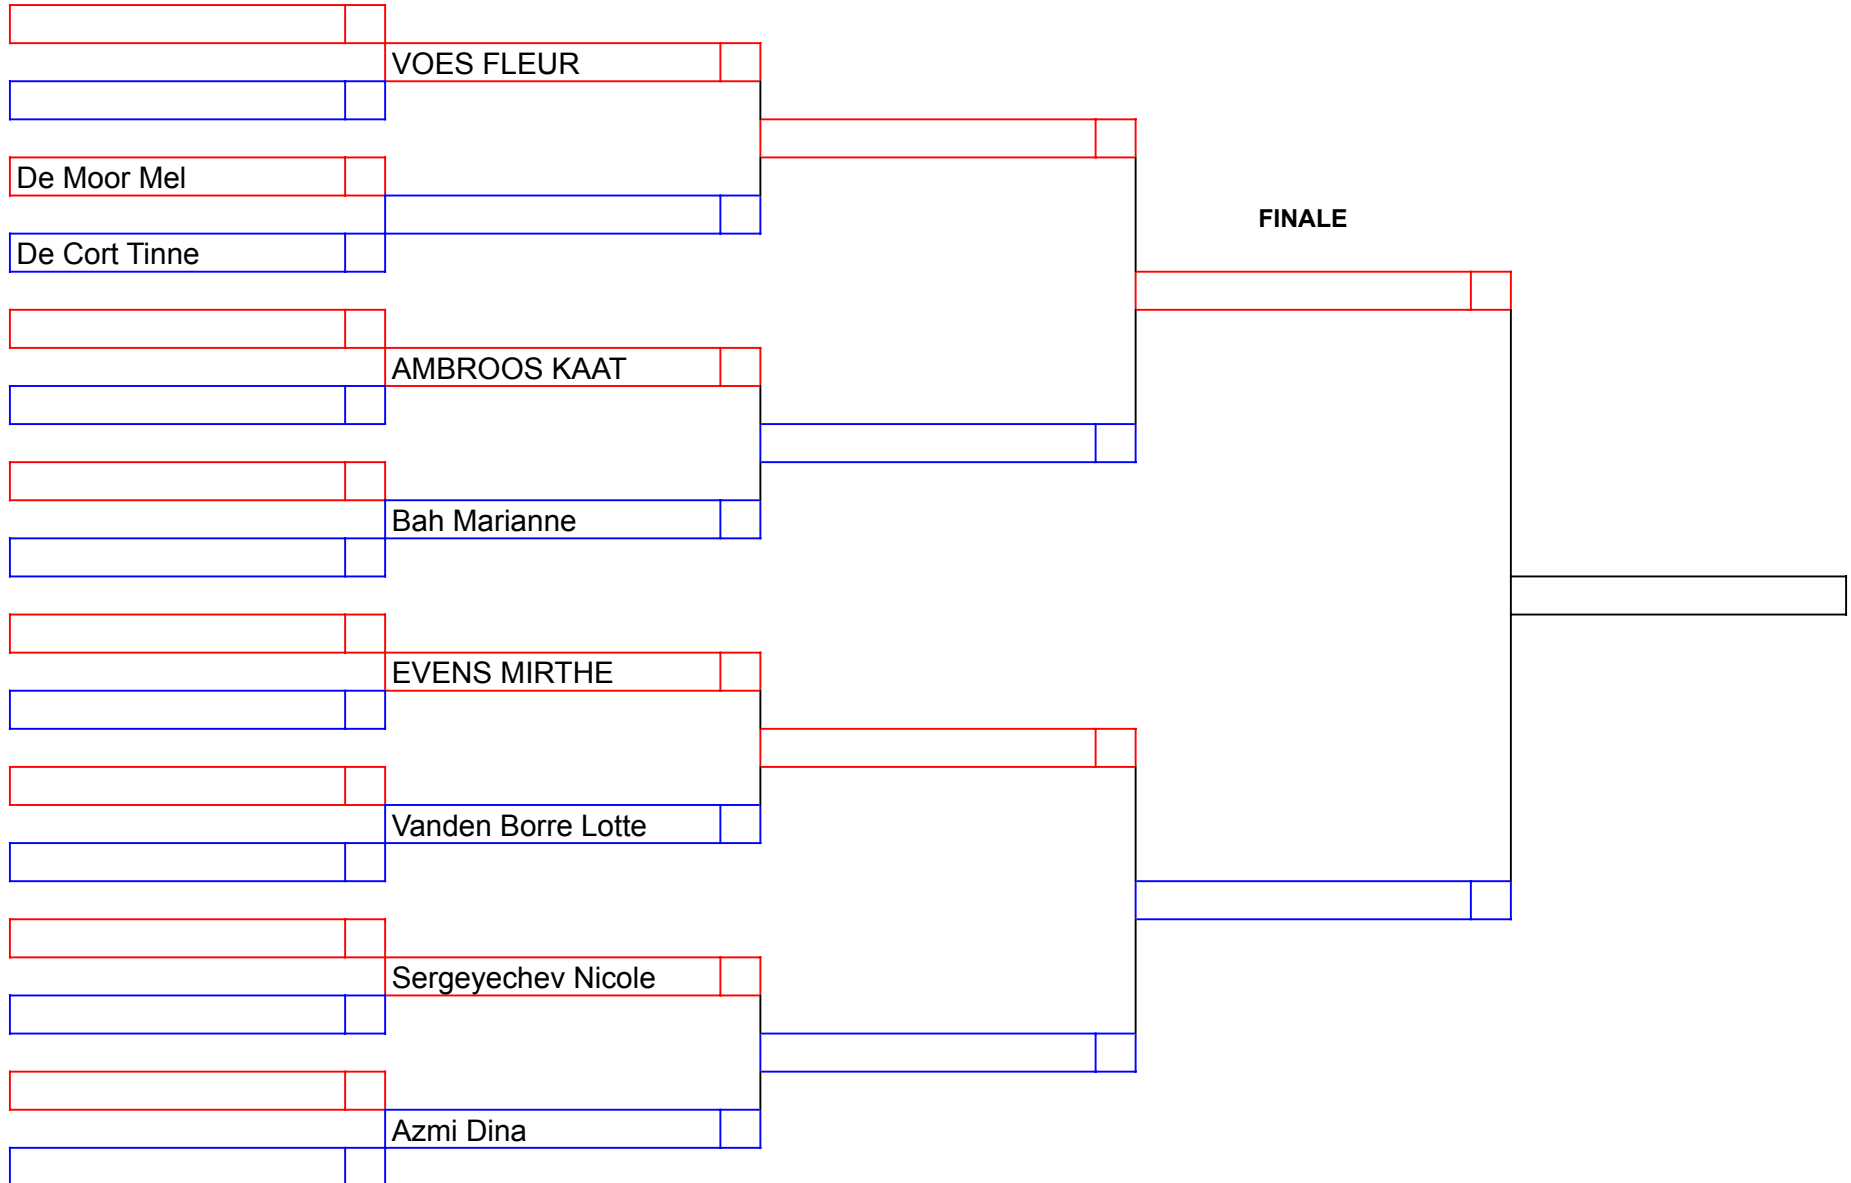 VOES FLEUR
De Moor Mel
FINALE
De Cort Tinne
AMBROOS KAAT
Bah Marianne
EVENS MIRTHE
Vanden Borre Lotte
Sergeyechev Nicole
Azmi Dina